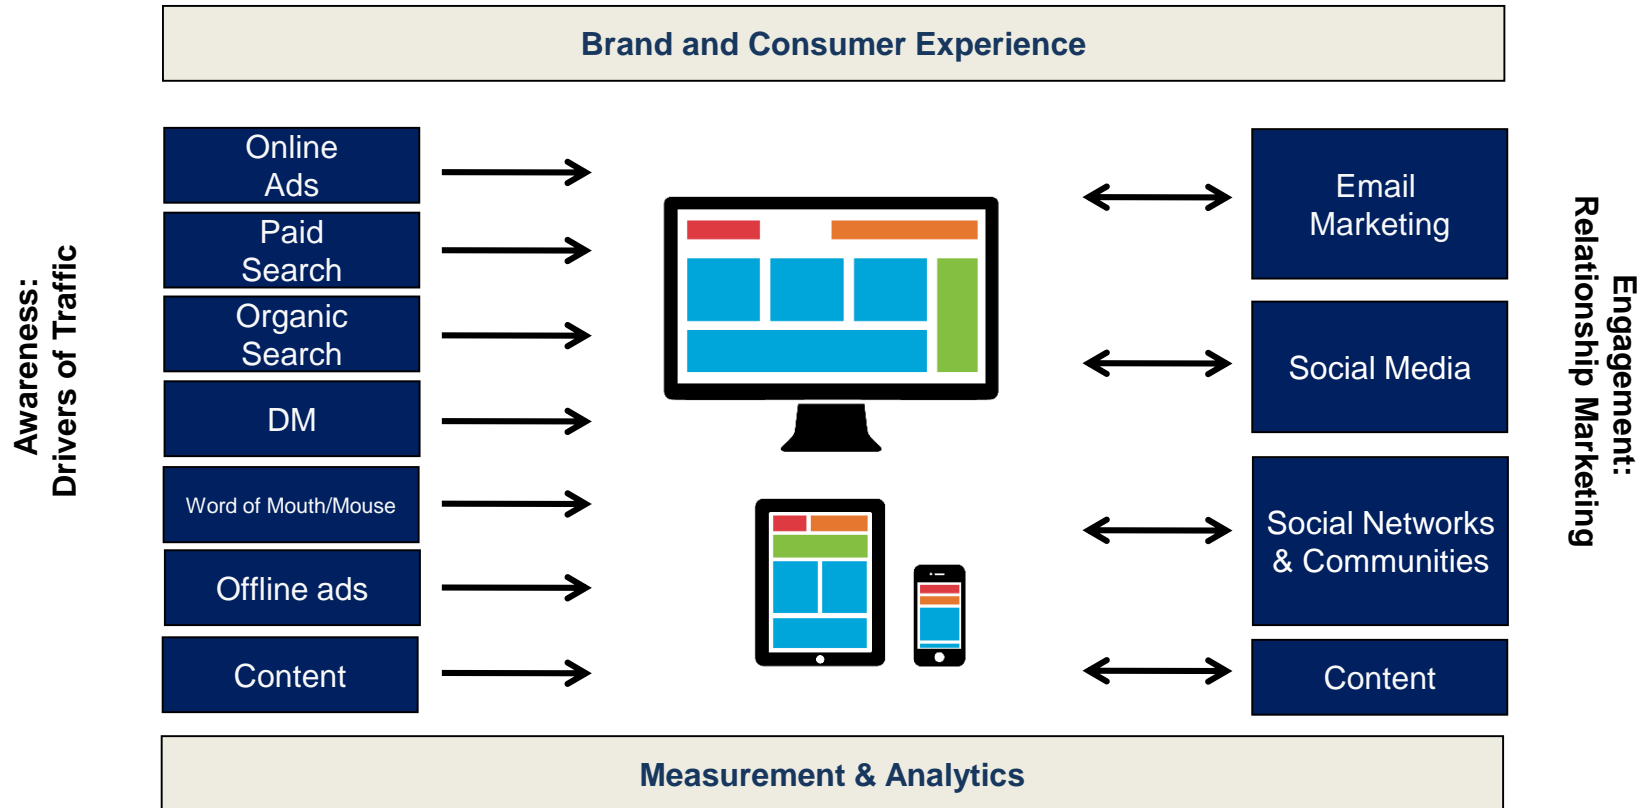 Brand and Consumer Experience
Awareness:
Drivers of Traffic
Online
Ads
Paid
Search
Organic
Search
DM
Word of Mouth/Mouse
Offline ads
Content
Email
Marketing
Social Media
Social Networks
& Communities
Content
Engagement:
Relationship Marketing
Measurement & Analytics